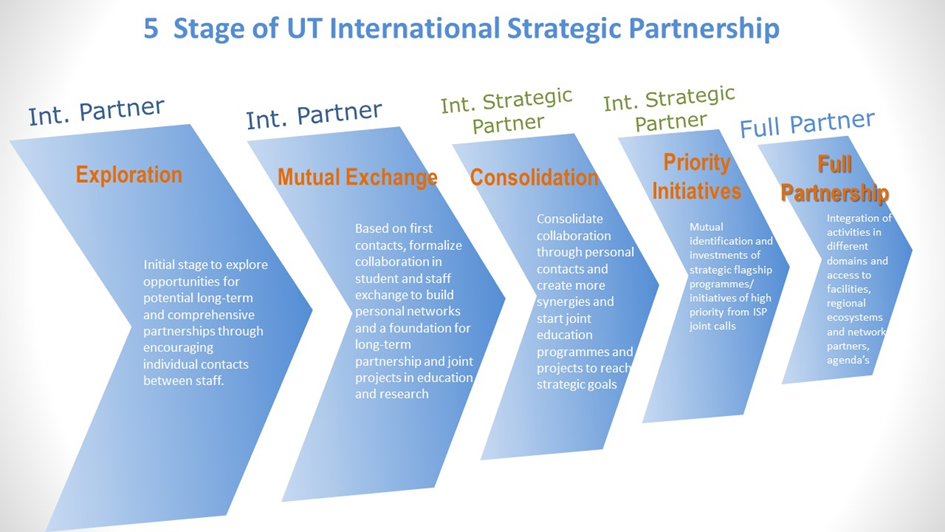 5 Stage of UT International Strategic Partnership
Int. Partner
Exploration
Initial stage to explore
opportunities for
potential long-term
and comprehensive
partnerships through
encouraging
individual contacts
between staff.
Int. Partner
Mutual Exchange
Based on first
contacts, formalize
collaboration in
student and staff
exchange to build
personal networks
and a foundation for
long-term
partnership and joint
projects in education
and research
Int. Strategic
Partner
Consolidation
Consolidate
collaboration
through personal
contacts and
create more
synergies and
start joint
education
programmes and
projects to reach
strategic goals
Int. Strategic
Partner
Priority
Initiatives
Mutual
identification and
investments of
strategic flagship
programmes/
initiatives of high
priority from ISP
joint calls
Full Partner
Full
Partnership
Integration of
activities in
different
domains and
access to
facilities,
regional
ecosystems
and network
partners,
agenda's